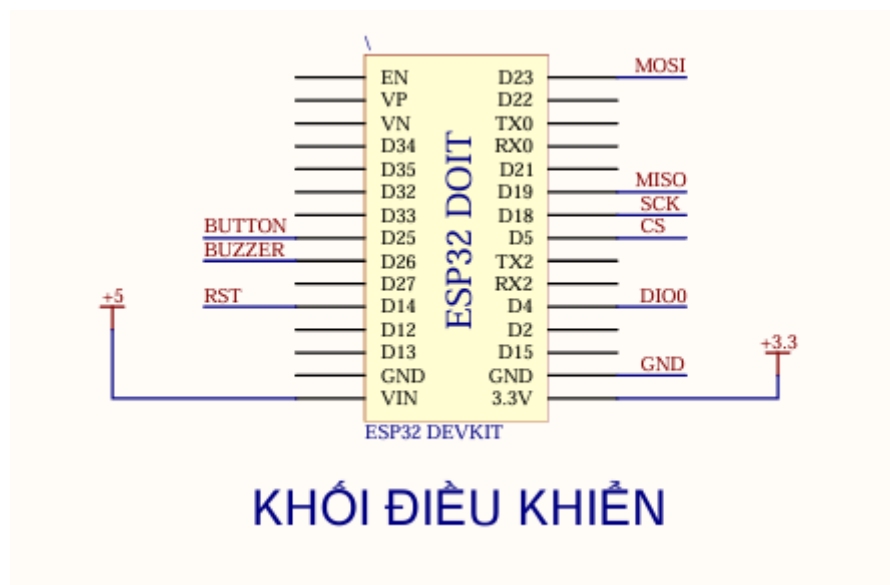 \
EN D23 MOSI
VP D22
VN TX0
D34 RX0
D35 D21
D32 D19 MISO
D33 D18 SCK
BUTTON D25 D5 CS
BUZZER D26 TX2
D27 RX2
+5 RST D14 D4 DIO0
D12 D2
D13 D15 +3.3
GND GND GND
VIN 3.3V
ESP32 DOIT
ESP32 DEVKIT
KHỐI ĐIỀU KHIỂN